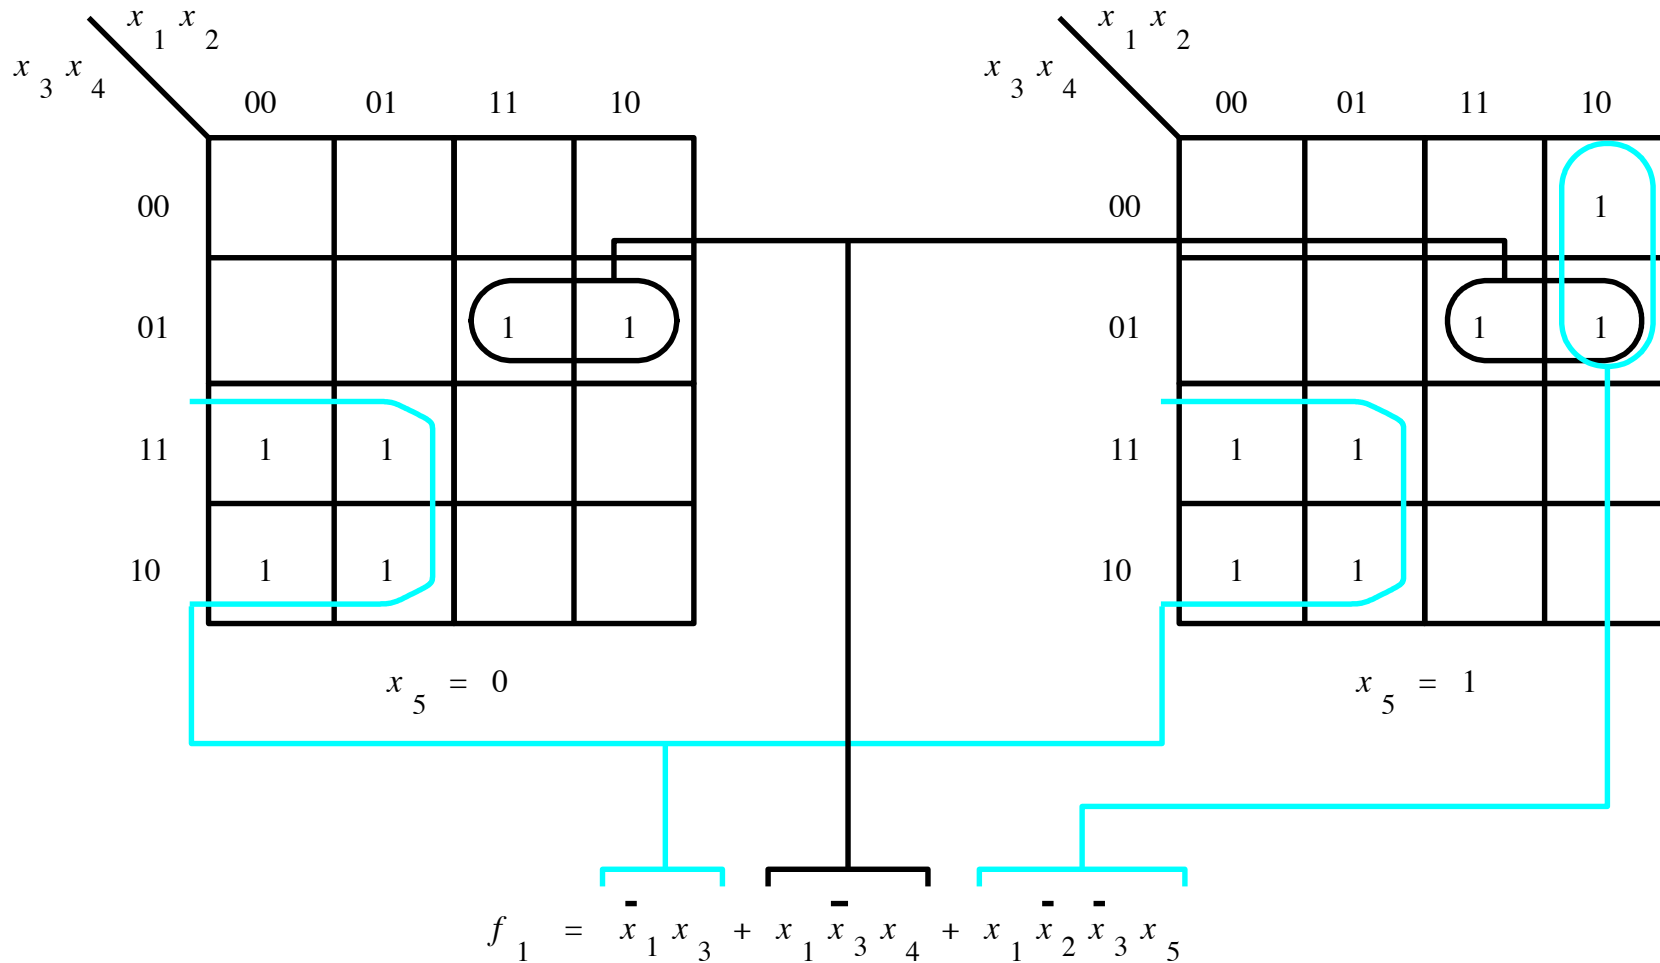 x₁ x₂ x₁ x₂
x₃ x₄ x₃ x₄
00 01 11 10 00 01 11 10
00 00 1
01 1 1 01 1 1
11 1 1 11 1 1
10 1 1 10 1 1
x₅ = 0 x₅ = 1
f₁ = x̄₁ x₃ + x₁ x̄₃ x₄ + x₁ x̄₂ x̄₃ x₅